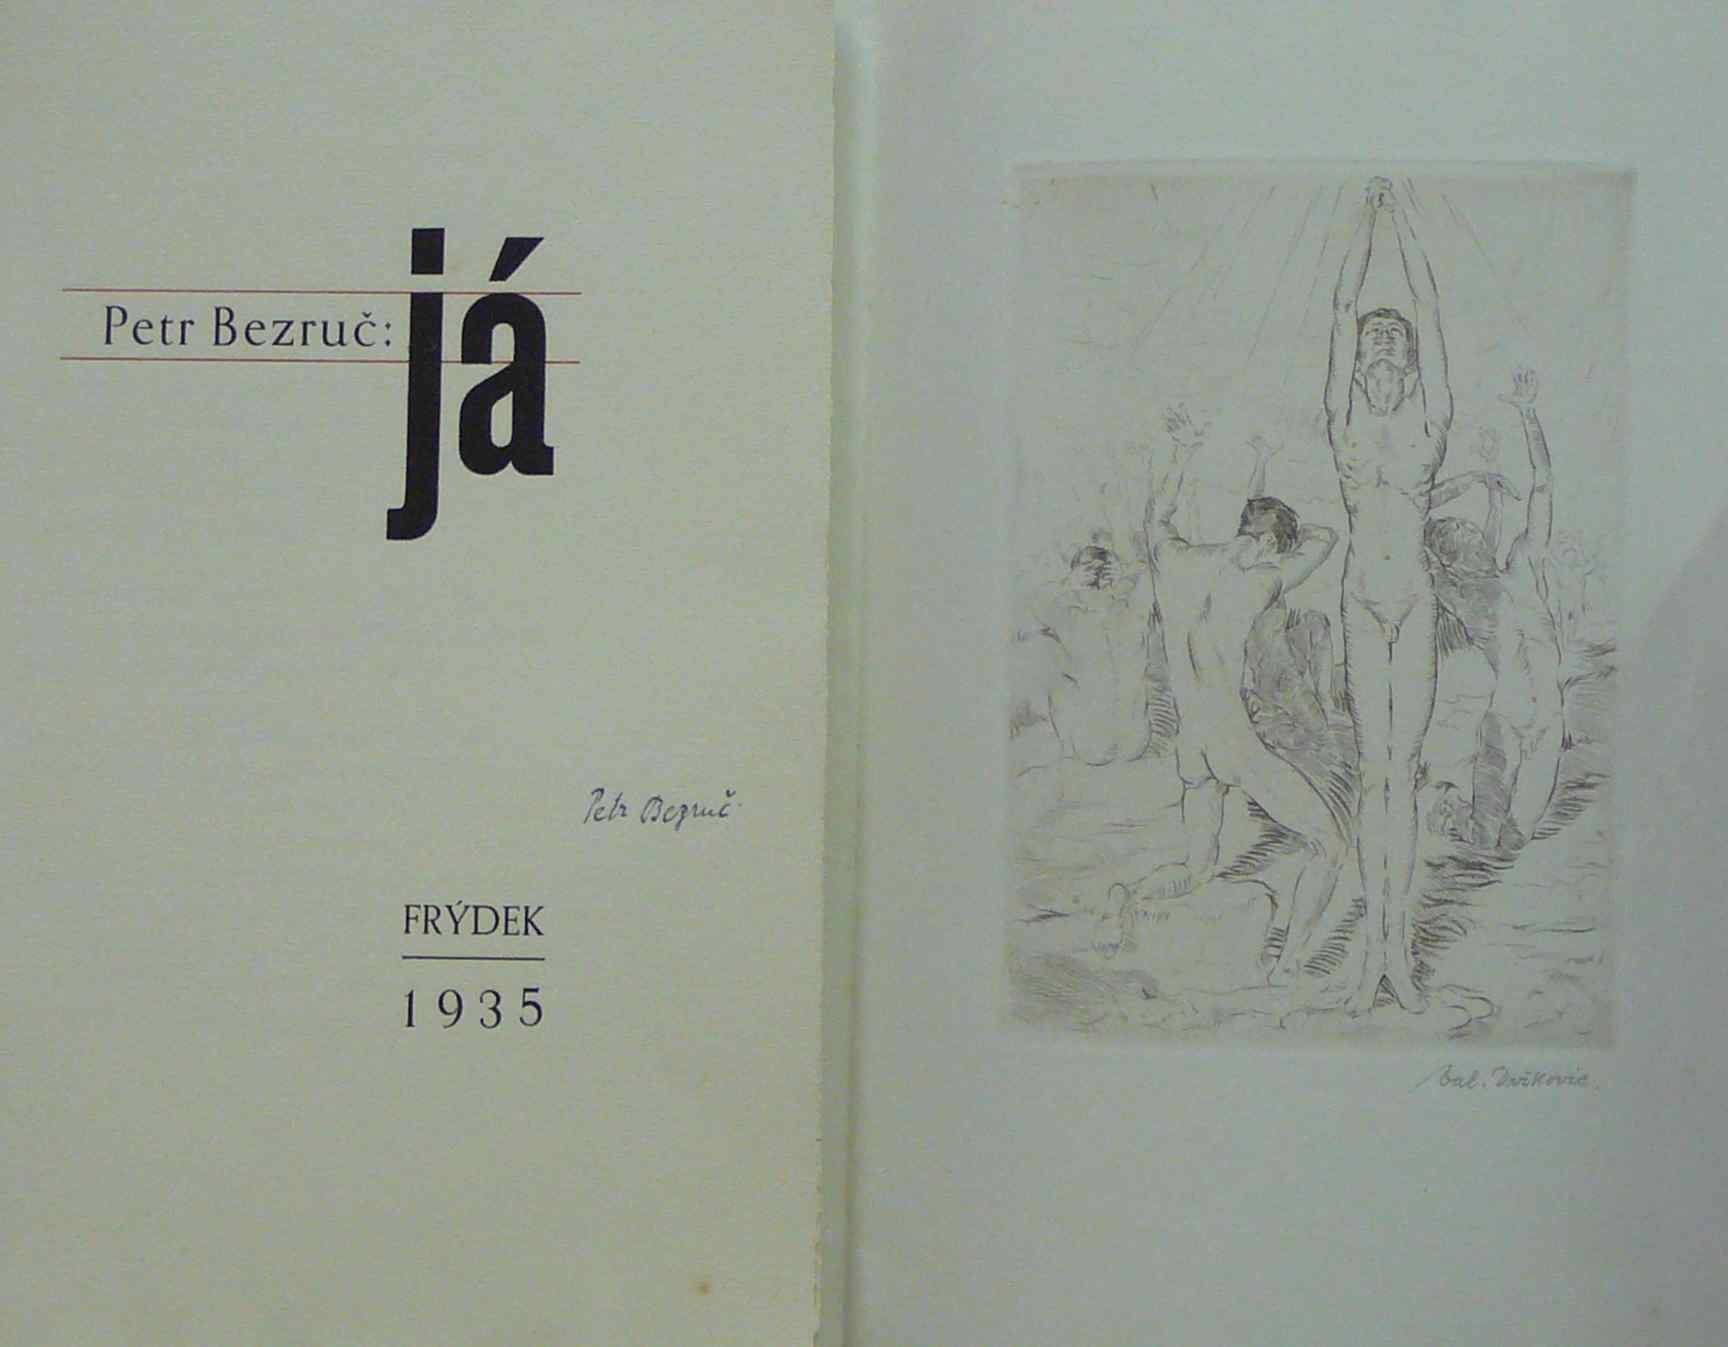 Petr Bezruč: já
Petr Bezruč
FRÝDEK
1935